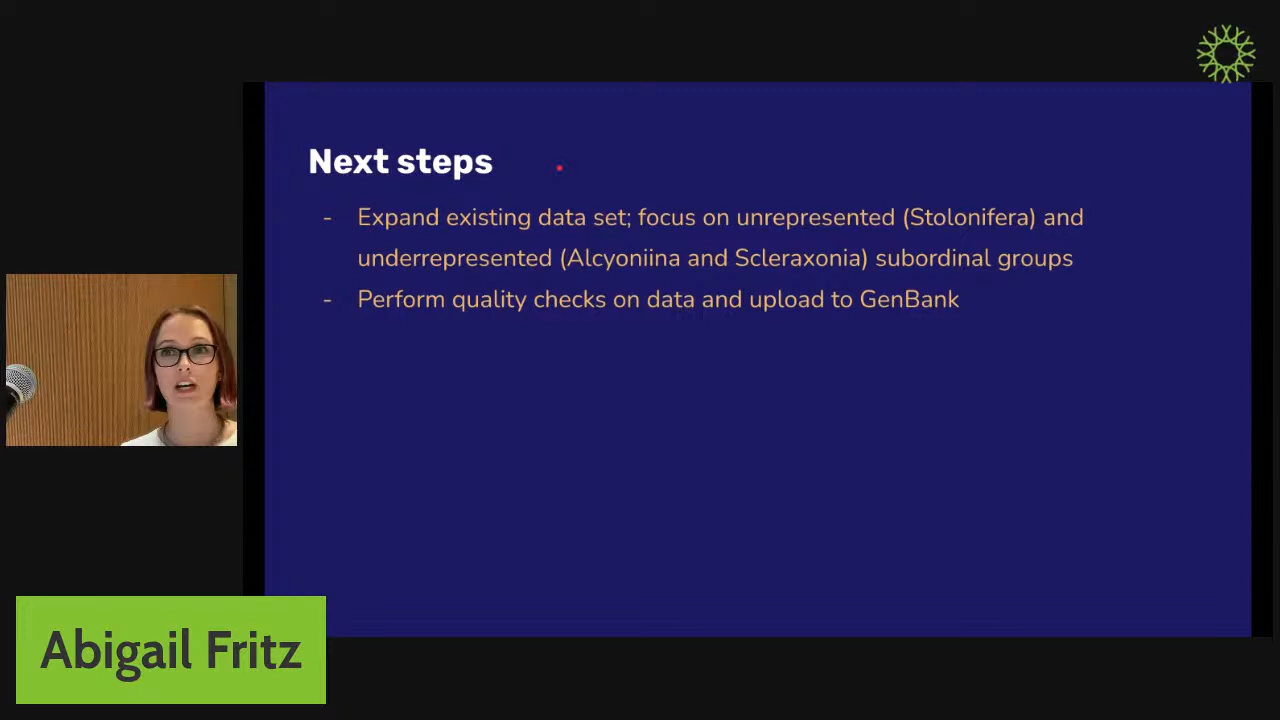 Next steps
- Expand existing data set; focus on unrepresented (Stolonifera) and
underrepresented (Alcyoniina and Scleraxonia) subordinal groups
- Perform quality checks on data and upload to GenBank
Abigail Fritz